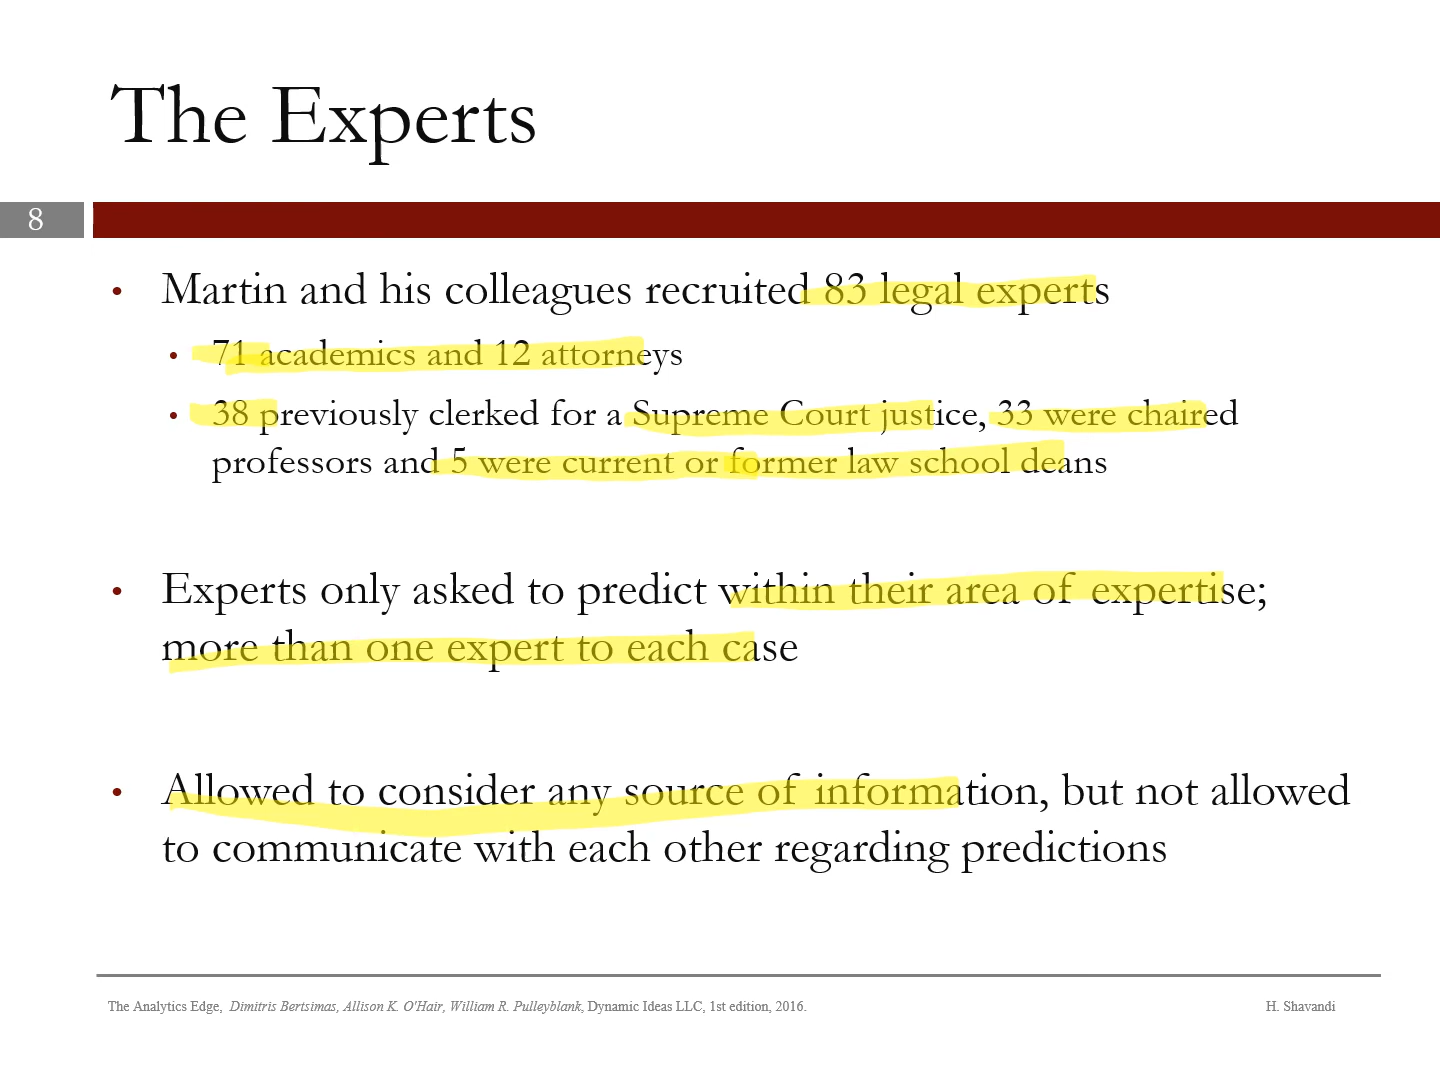 The Experts
8
• Martin and his colleagues recruited 83 legal experts
• 71 academics and 12 attorneys
• 38 previously clerked for a Supreme Court justice, 33 were chaired
professors and 5 were current or former law school deans
• Experts only asked to predict within their area of expertise;
more than one expert to each case
• Allowed to consider any source of information, but not allowed
to communicate with each other regarding predictions
The Analytics Edge, Dimitris Bertsimas, Allison K. O'Hair, William R. Pulleyblank, Dynamic Ideas LLC, 1st edition, 2016.
H. Shavandi